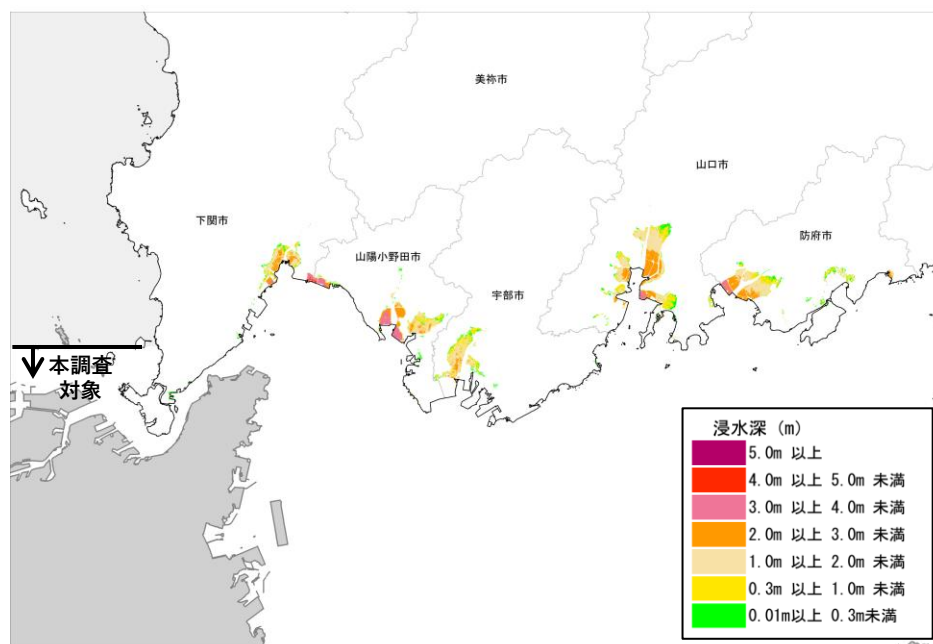 美祢市
山口市
下関市
防府市
山陽小野田市
宇部市
本調査
対象
浸水深 (m)
5.0m 以上
4.0m 以上 5.0m 未満
3.0m 以上 4.0m 未満
2.0m 以上 3.0m 未満
1.0m 以上 2.0m 未満
0.3m 以上 1.0m 未満
0.01m以上 0.3m未満